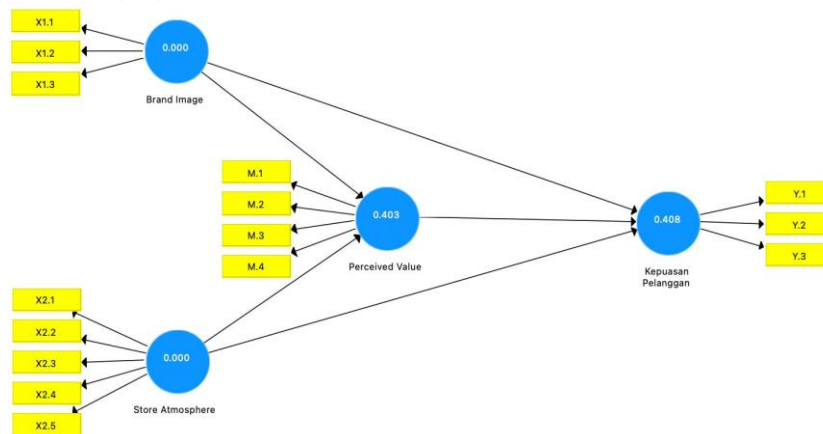 X1.1
X1.2
X1.3
0.000
Brand Image
M.1
M.2
M.3
M.4
0.403
Perceived Value
0.408
Kepuasan
Pelanggan
Y.1
Y.2
Y.3
X2.1
X2.2
X2.3
X2.4
X2.5
0.000
Store Atmosphere